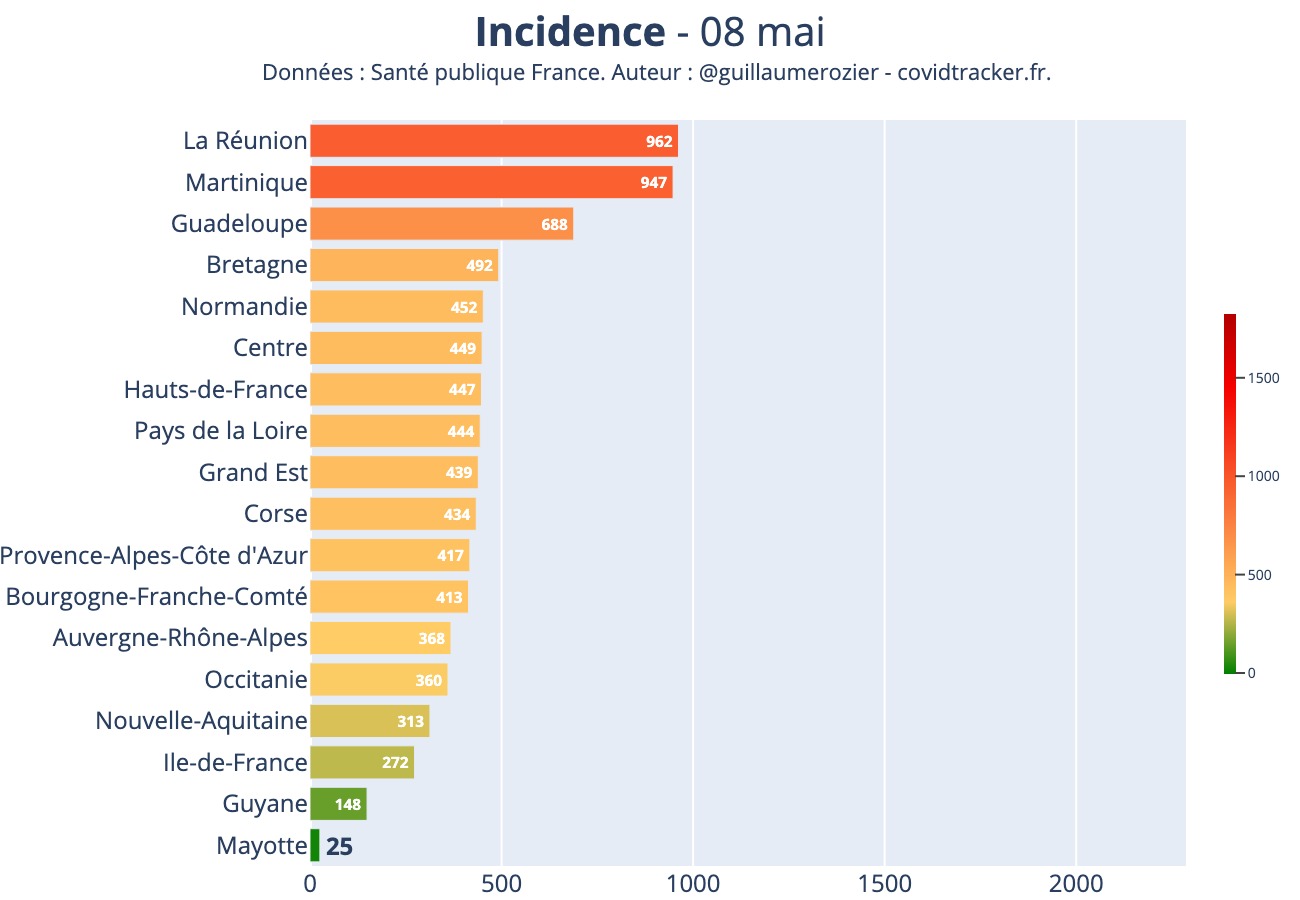 Incidence - 08 mai
Données : Santé publique France. Auteur : @guillaumerozier - covidtracker.fr.
La Réunion 962
Martinique 947
Guadeloupe 688
Bretagne 492
Normandie 452
Centre 449
Hauts-de-France 447
Pays de la Loire 444
Grand Est 439
Corse 434
Provence-Alpes-Côte d'Azur 417
Bourgogne-Franche-Comté 413
Auvergne-Rhône-Alpes 368
Occitanie 360
Nouvelle-Aquitaine 313
Ile-de-France 272
Guyane 148
Mayotte 25
0 500 1000 1500 2000
1500
1000
500
0